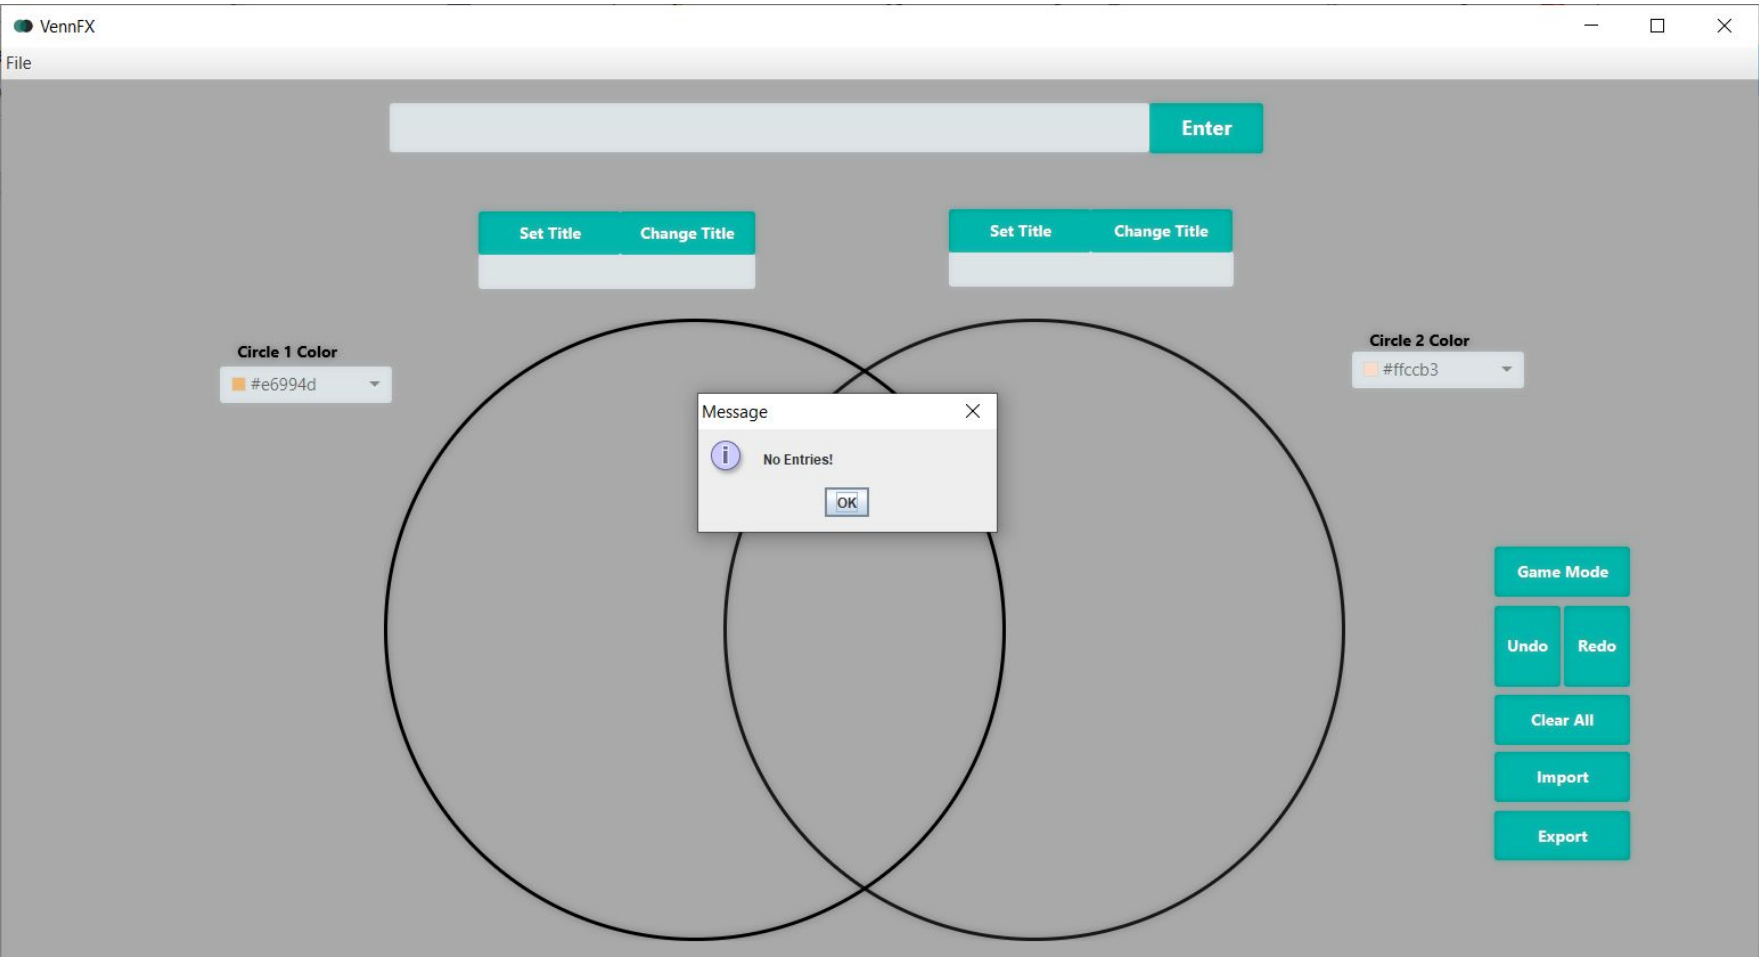 VennFX
File
Enter
Set Title Change Title
Set Title Change Title
Circle 1 Color
#e6994d
Circle 2 Color
#ffccb3
Message
i No Entries!
OK
Game Mode
Undo Redo
Clear All
Import
Export